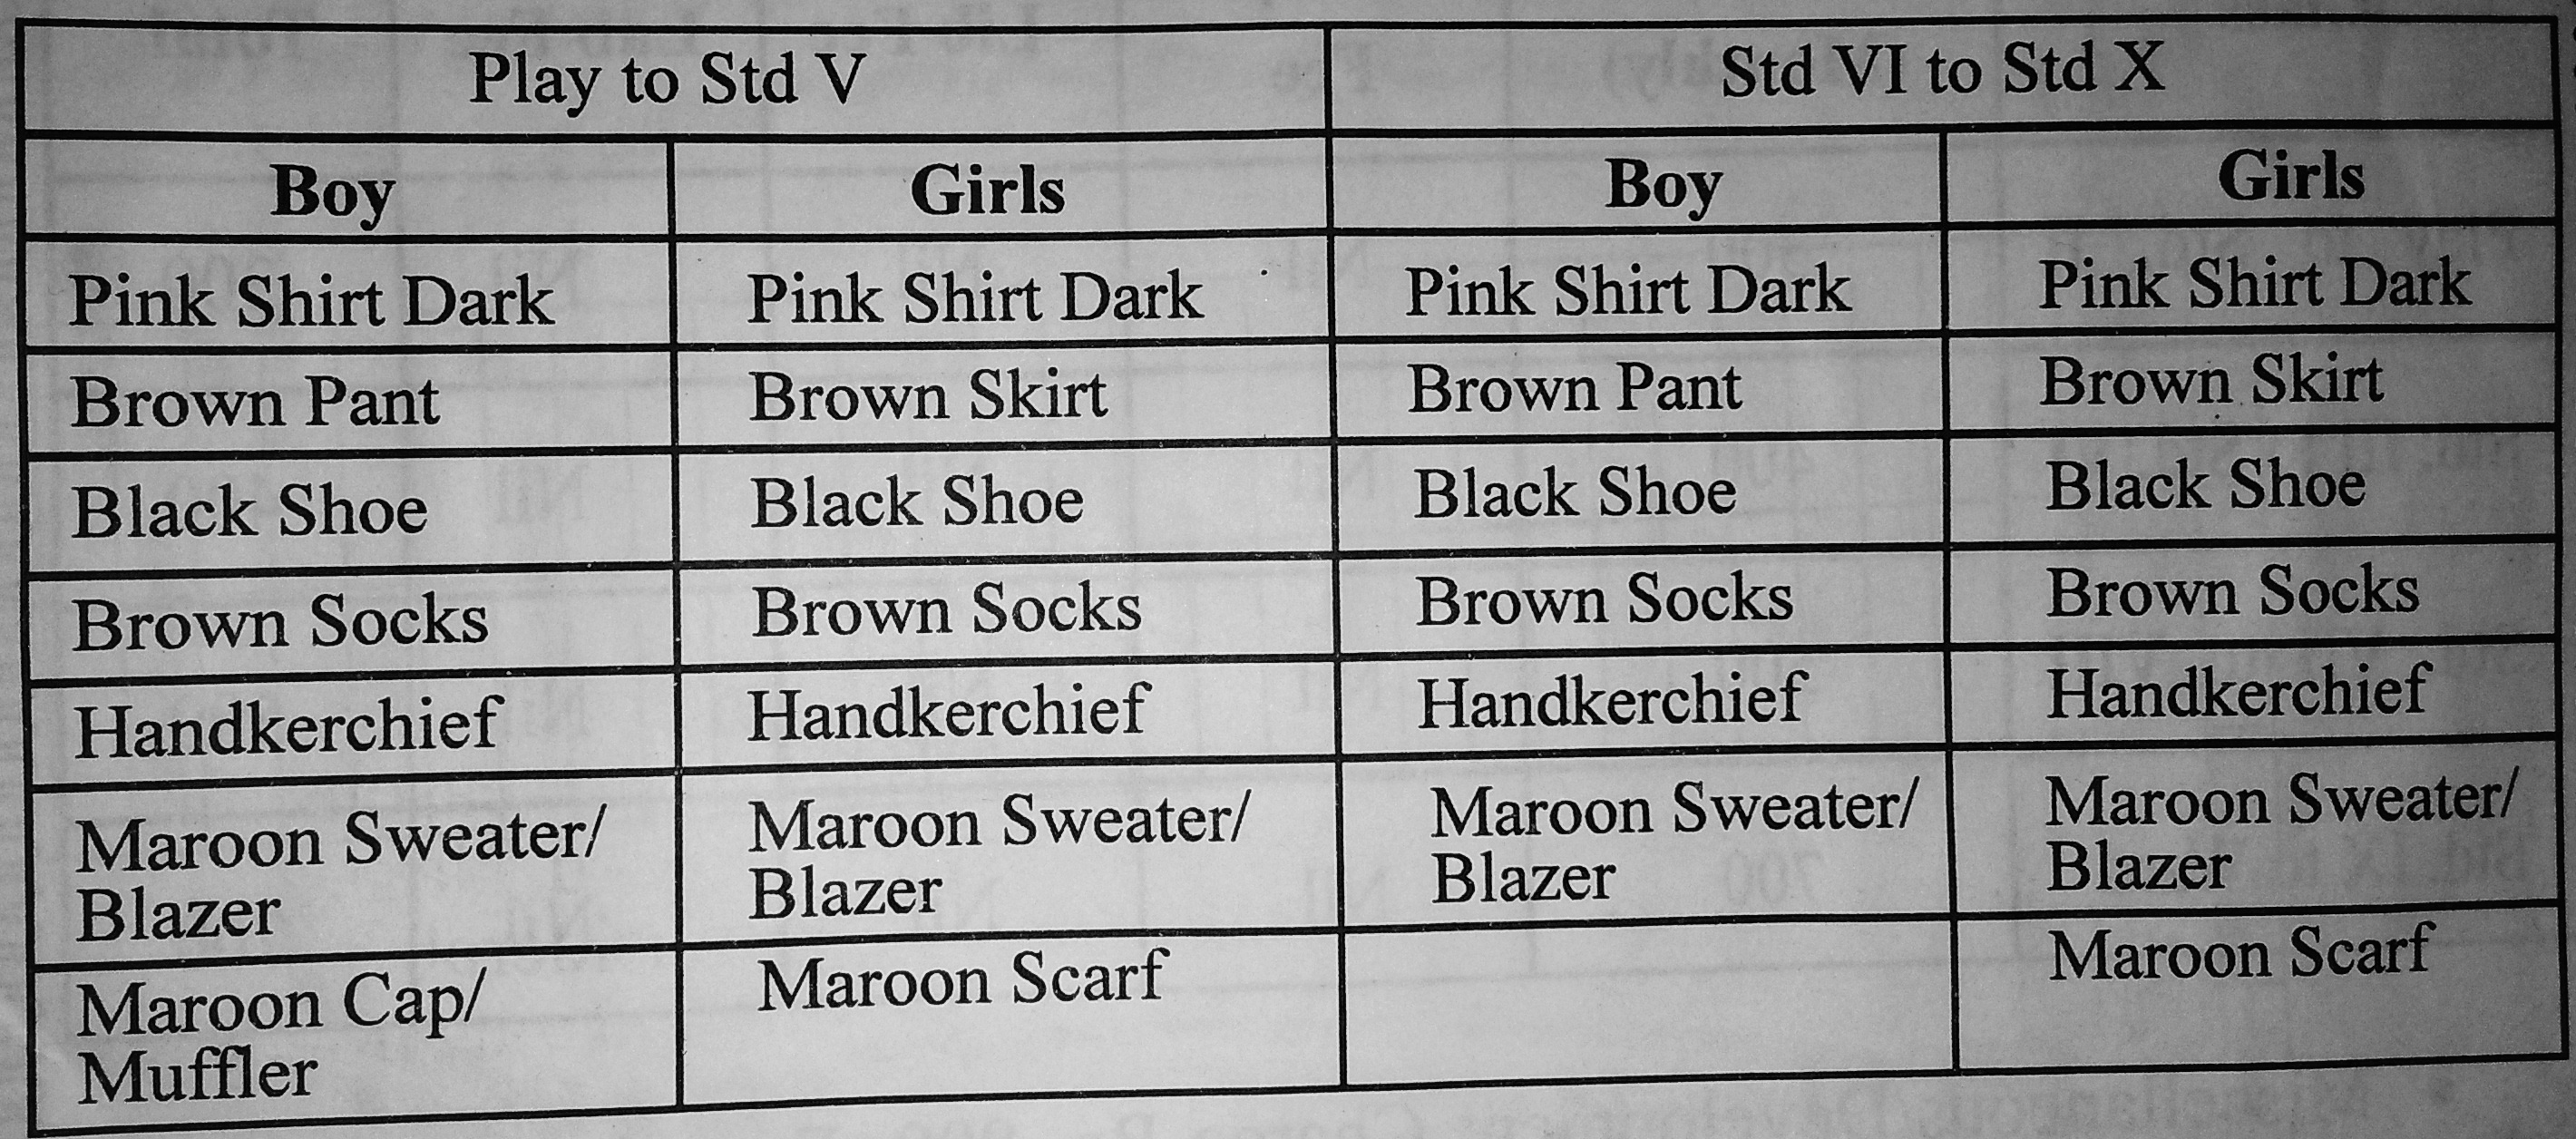 Play to Std V Std VI to Std X
Boy Girls Boy Girls
Pink Shirt Dark Pink Shirt Dark Pink Shirt Dark Pink Shirt Dark
Brown Pant Brown Skirt Brown Pant Brown Skirt
Black Shoe Black Shoe Black Shoe Black Shoe
Brown Socks Brown Socks Brown Socks Brown Socks
Handkerchief Handkerchief Handkerchief Handkerchief
Maroon Sweater/ Maroon Sweater/ Maroon Sweater/ Maroon Sweater/
Blazer Blazer Blazer Blazer
Maroon Cap/ Maroon Scarf Maroon Scarf
Muffler